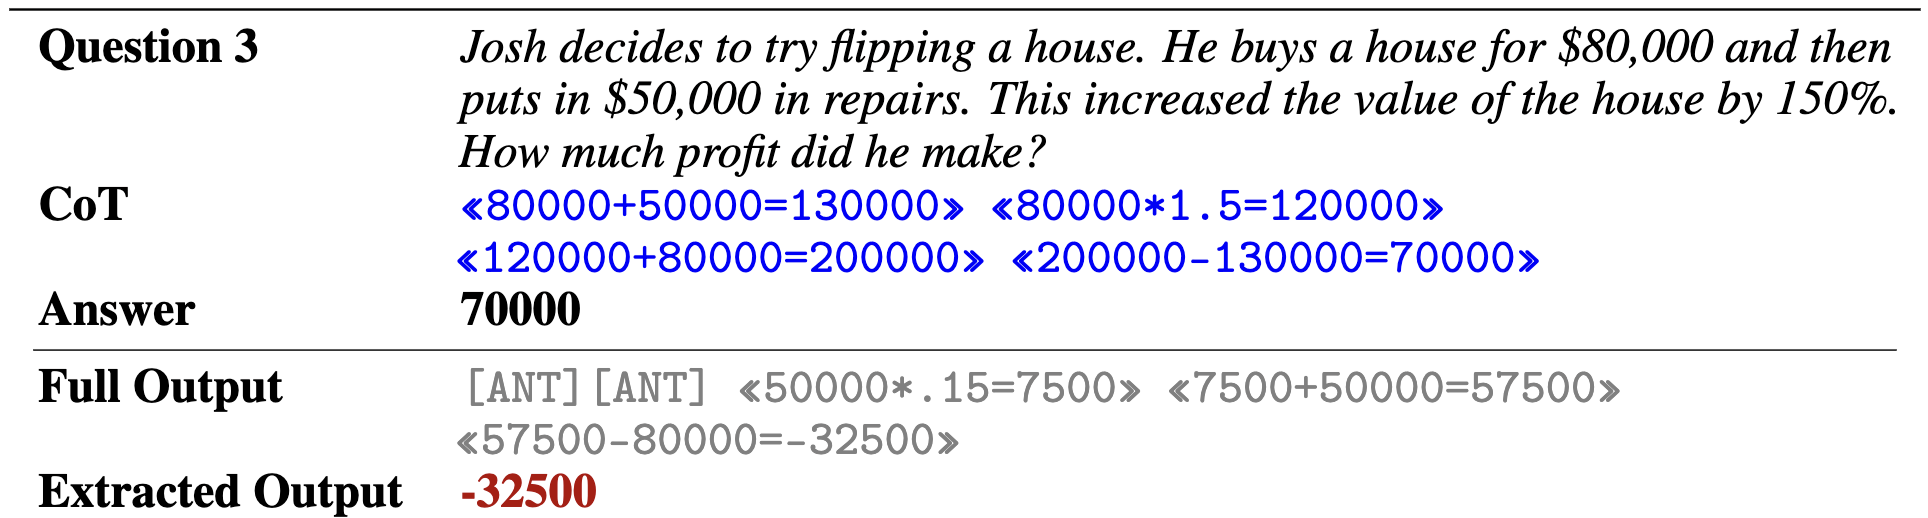 Question 3 Josh decides to try flipping a house. He buys a house for $80,000 and then
puts in $50,000 in repairs. This increased the value of the house by 150%.
How much profit did he make?
CoT «80000+50000=130000» «80000*1.5=120000»
«120000+80000=200000» «200000-130000=70000»
Answer 70000
Full Output [ANT][ANT] «50000*.15=7500» «7500+50000=57500»
«57500-80000=-32500»
Extracted Output -32500